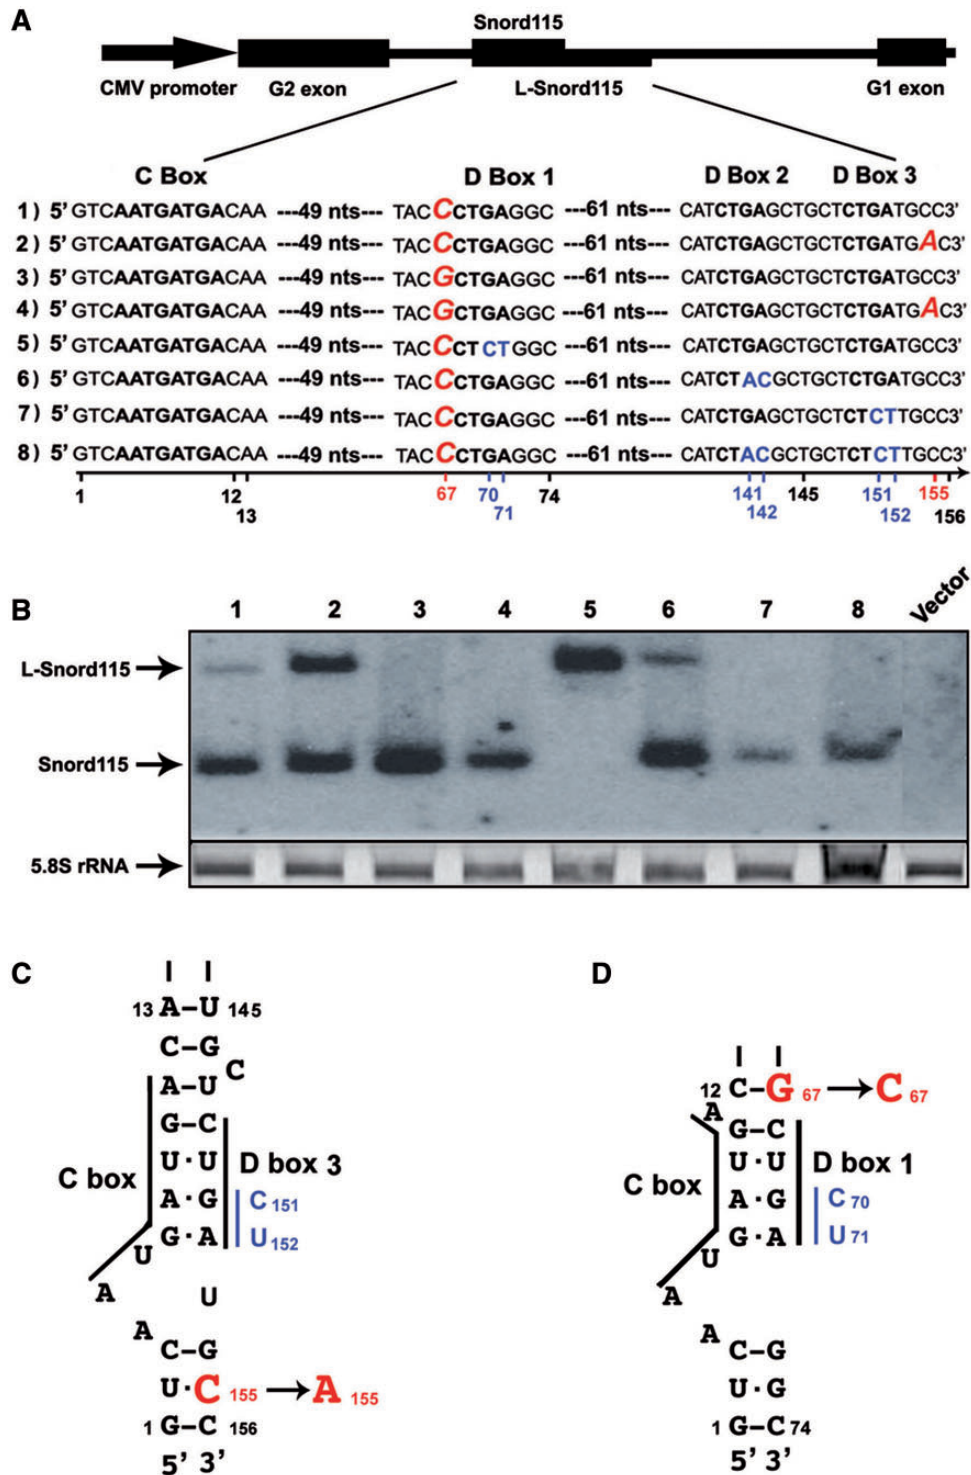 A
Snord115
CMV promoter G2 exon L-Snord115 G1 exon
C Box D Box 1 D Box 2 D Box 3
1) 5'GTCAATGATGACAA ---49 nts--- TACCCTGAGGC ---61 nts--- CATCTGAGCTGCTCTGATGCC3'
2) 5'GTCAATGATGACAA ---49 nts--- TACCCTGAGGC ---61 nts--- CATCTGAGCTGCTCTGATGAC3'
3) 5'GTCAATGATGACAA ---49 nts--- TACGCTGAGGC ---61 nts--- CATCTGAGCTGCTCTGATGCC3'
4) 5'GTCAATGATGACAA ---49 nts--- TACGCTGAGGC ---61 nts--- CATCTGAGCTGCTCTGATGAC3'
5) 5'GTCAATGATGACAA ---49 nts--- TACCCTCTGGC ---61 nts--- CATCTGAGCTGCTCTGATGCC3'
6) 5'GTCAATGATGACAA ---49 nts--- TACCCTGAGGC ---61 nts--- CATCTACGCTGCTCTGATGCC3'
7) 5'GTCAATGATGACAA ---49 nts--- TACCCTGAGGC ---61 nts--- CATCTGAGCTGCTCTCTTGCC3'
8) 5'GTCAATGATGACAA ---49 nts--- TACCCTGAGGC ---61 nts--- CATCTACGCTGCTCTCTTGCC3'
1 12 67 70 74 141 145 151 155
13 71 142 152 156
B
1 2 3 4 5 6 7 8 Vector
L-Snord115
Snord115
5.8S rRNA
C
13 A-U 145
C-G
C
A-U
G-C
U·U
A·G
G·A
C box
D box 3
C 151
U 152
U
A
U
A
C-G
U·C 155 A 155
1 G-C 156
5' 3'
D
12 C-G 67 C 67
A
G-C
U·U
A·G
G·A
C box
D box 1
C 70
U 71
U
A
A
C-G
U·G
1 G-C 74
5' 3'